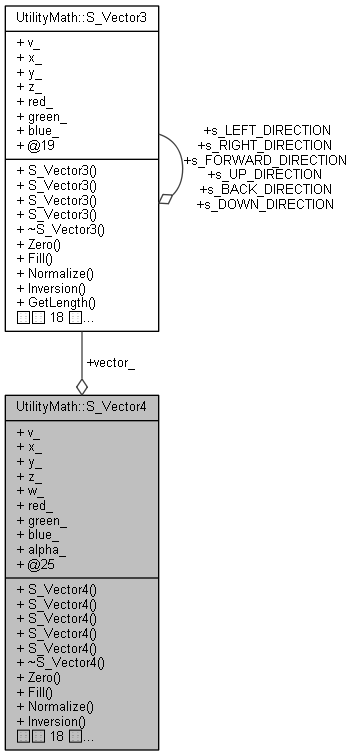 UtilityMath::S_Vector3
+ v_
+ x_
+ y_
+ z_
+ red_
+ green_
+ blue_
+ @19
+ S_Vector3()
+ S_Vector3()
+ S_Vector3()
+ S_Vector3()
+ ~S_Vector3()
+ Zero()
+ Fill()
+ Normalize()
+ Inversion()
+ GetLength()
18 ...
+s_LEFT_DIRECTION
+s_RIGHT_DIRECTION
+s_FORWARD_DIRECTION
+s_UP_DIRECTION
+s_BACK_DIRECTION
+s_DOWN_DIRECTION
+vector_
UtilityMath::S_Vector4
+ v_
+ x_
+ y_
+ z_
+ w_
+ red_
+ green_
+ blue_
+ alpha_
+ @25
+ S_Vector4()
+ S_Vector4()
+ S_Vector4()
+ S_Vector4()
+ S_Vector4()
+ ~S_Vector4()
+ Zero()
+ Fill()
+ Normalize()
+ Inversion()
18 ...